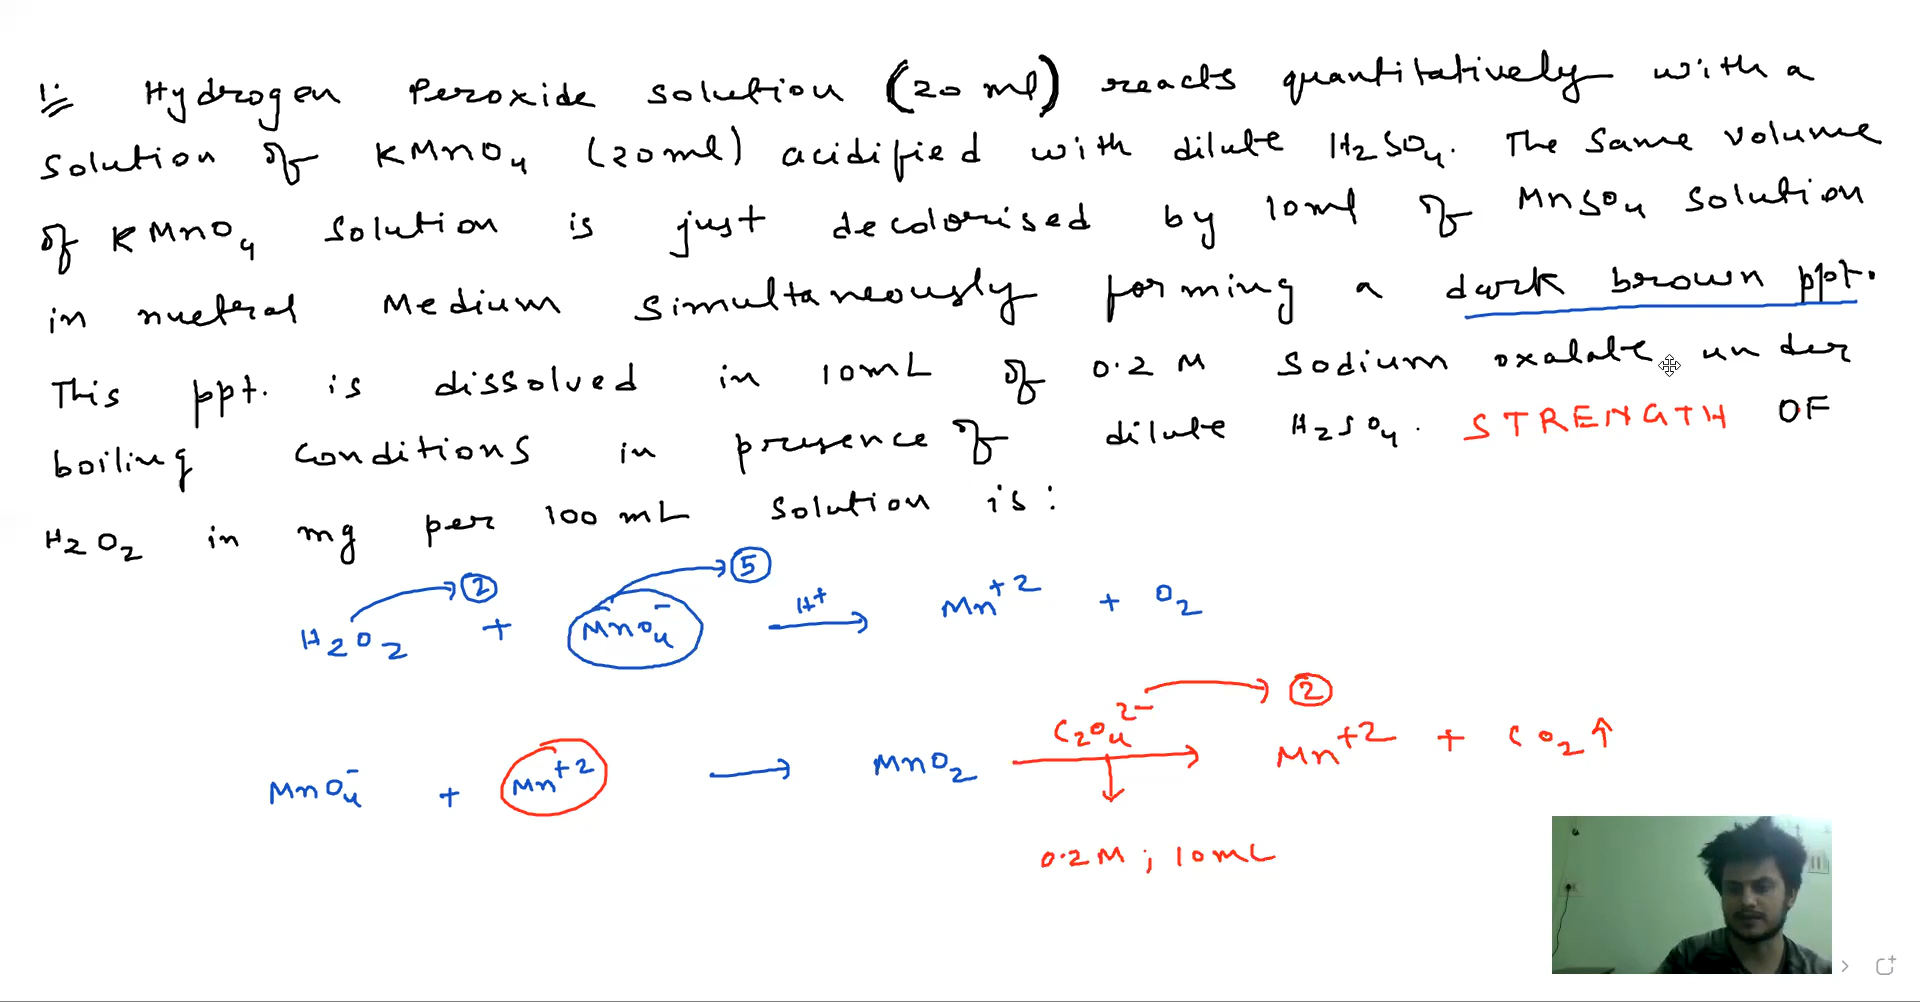 1. Hydrogen Peroxide solution (20 ml) reacts quantitatively with a
solution of KMnO4 (20ml) acidified with dilute H2SO4. The same volume
of KMnO4 solution is just decolorised by 10ml of MnSO4 solution
in nuetral Medium simultaneously forming a dark brown ppt.
This ppt. is dissolved in 10mL of 0.2 M Sodium oxalate under
boiling conditions in presence of dilute H2SO4. STRENGTH OF
H2O2 in mg per 100 mL solution is:
H2O2 → 2 + MnO4⁻ → 5 —H⁺→ Mn⁺² + O2
MnO4⁻ + Mn⁺² → MnO2 —C2O4²⁻ → 2→ Mn⁺² + CO2↑
0.2 M ; 10 mL